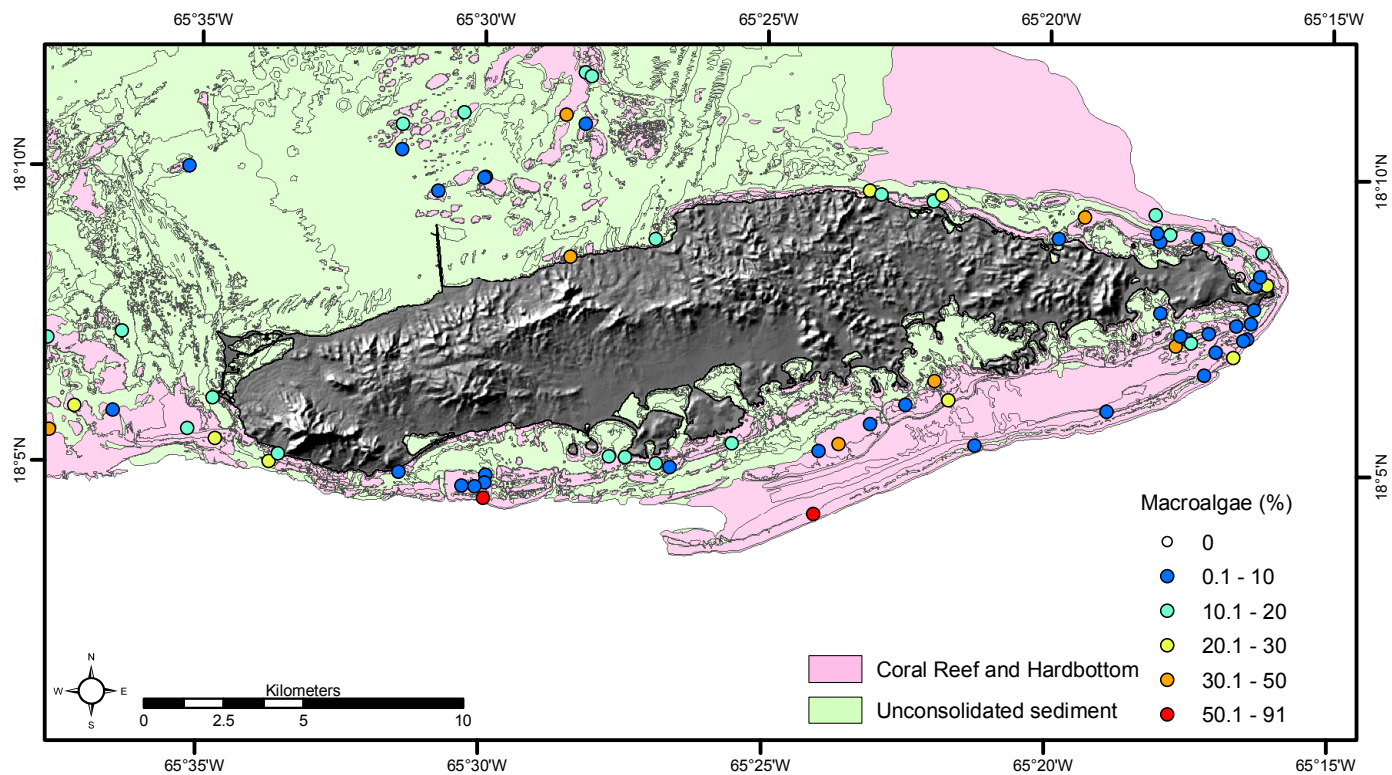 65°35'W 65°30'W 65°25'W 65°20'W 65°15'W
18°10'N
18°10'N
18°5'N
18°5'N
Macroalgae (%)
0
0.1 - 10
10.1 - 20
20.1 - 30
30.1 - 50
50.1 - 91
Coral Reef and Hardbottom
Unconsolidated sediment
N
W E
S
Kilometers
0 2.5 5 10
65°35'W 65°30'W 65°25'W 65°20'W 65°15'W